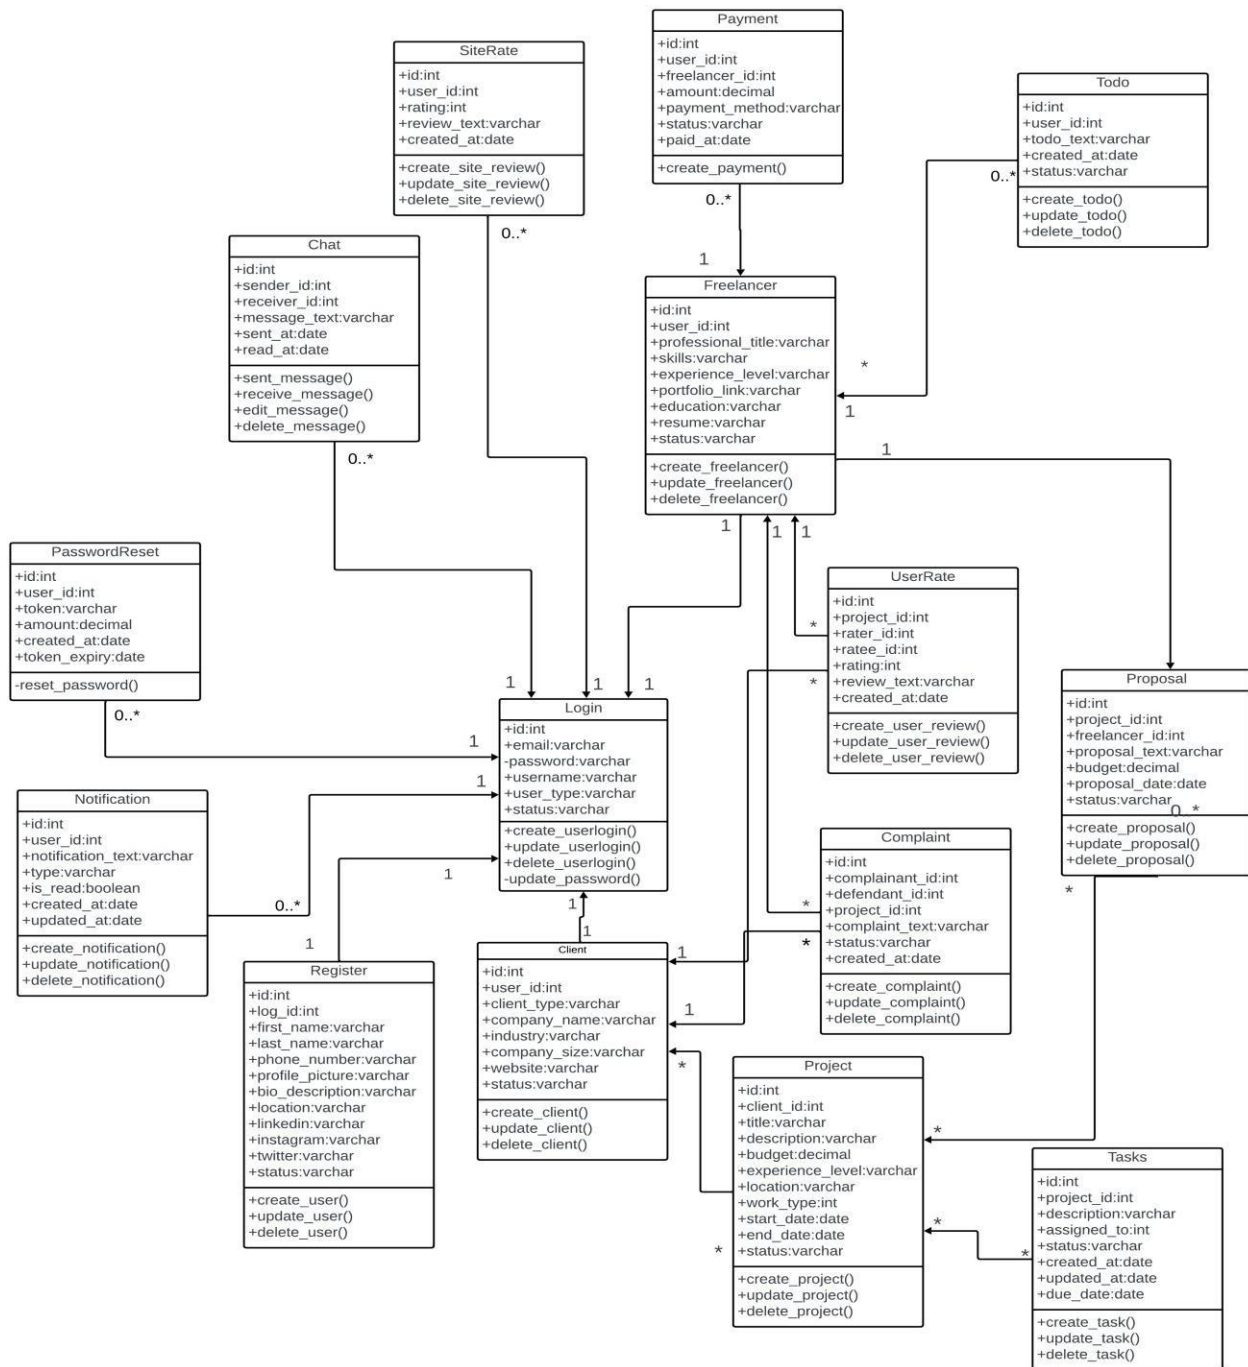 Payment
+id:int
+user_id:int
+freelancer_id:int
+amount:decimal
+payment_method:varchar
+status:varchar
+paid_at:date
+create_payment()
0..*
1
SiteRate
+id:int
+user_id:int
+rating:int
+review_text:varchar
+created_at:date
+create_site_review()
+update_site_review()
+delete_site_review()
0..*
1
Todo
+id:int
+user_id:int
+todo_text:varchar
+created_at:date
+status:varchar
+create_todo()
+update_todo()
+delete_todo()
0..*
*
1
Chat
+id:int
+sender_id:int
+receiver_id:int
+message_text:varchar
+sent_at:date
+read_at:date
+sent_message()
+receive_message()
+edit_message()
+delete_message()
0..*
1
Freelancer
+id:int
+user_id:int
+professional_title:varchar
+skills:varchar
+experience_level:varchar
+portfolio_link:varchar
+education:varchar
+resume:varchar
+status:varchar
+create_freelancer()
+update_freelancer()
+delete_freelancer()
1
1
1
1
1
PasswordReset
+id:int
+user_id:int
+token:varchar
+amount:decimal
+created_at:date
+token_expiry:date
-reset_password()
0..*
1
UserRate
+id:int
+project_id:int
+rater_id:int
+ratee_id:int
+rating:int
+review_text:varchar
+created_at:date
+create_user_review()
+update_user_review()
+delete_user_review()
*
*
Proposal
+id:int
+project_id:int
+freelancer_id:int
+proposal_text:varchar
+budget:decimal
+proposal_date:date
+status:varchar
0..*
+create_proposal()
+update_proposal()
+delete_proposal()
*
Login
+id:int
+email:varchar
-password:varchar
+username:varchar
+user_type:varchar
+status:varchar
+create_userlogin()
+update_userlogin()
+delete_userlogin()
-update_password()
1
1
1
1
Notification
+id:int
+user_id:int
+notification_text:varchar
+type:varchar
+is_read:boolean
+created_at:date
+updated_at:date
+create_notification()
+update_notification()
+delete_notification()
0..*
Complaint
+id:int
+complainant_id:int
+defendant_id:int
+project_id:int
+complaint_text:varchar
+status:varchar
+created_at:date
+create_complaint()
+update_complaint()
+delete_complaint()
*
*
Client
+id:int
+user_id:int
+client_type:varchar
+company_name:varchar
+industry:varchar
+company_size:varchar
+website:varchar
+status:varchar
+create_client()
+update_client()
+delete_client()
1
1
*
1
Register
+id:int
+log_id:int
+first_name:varchar
+last_name:varchar
+phone_number:varchar
+profile_picture:varchar
+bio_description:varchar
+location:varchar
+linkedin:varchar
+instagram:varchar
+twitter:varchar
+status:varchar
+create_user()
+update_user()
+delete_user()
Project
+id:int
+client_id:int
+title:varchar
+description:varchar
+budget:decimal
+experience_level:varchar
+location:varchar
+work_type:int
+start_date:date
+end_date:date
+status:varchar
+create_project()
+update_project()
+delete_project()
*
*
*
*
Tasks
+id:int
+project_id:int
+description:varchar
+assigned_to:int
+status:varchar
+created_at:date
+updated_at:date
+due_date:date
+create_task()
+update_task()
+delete_task()